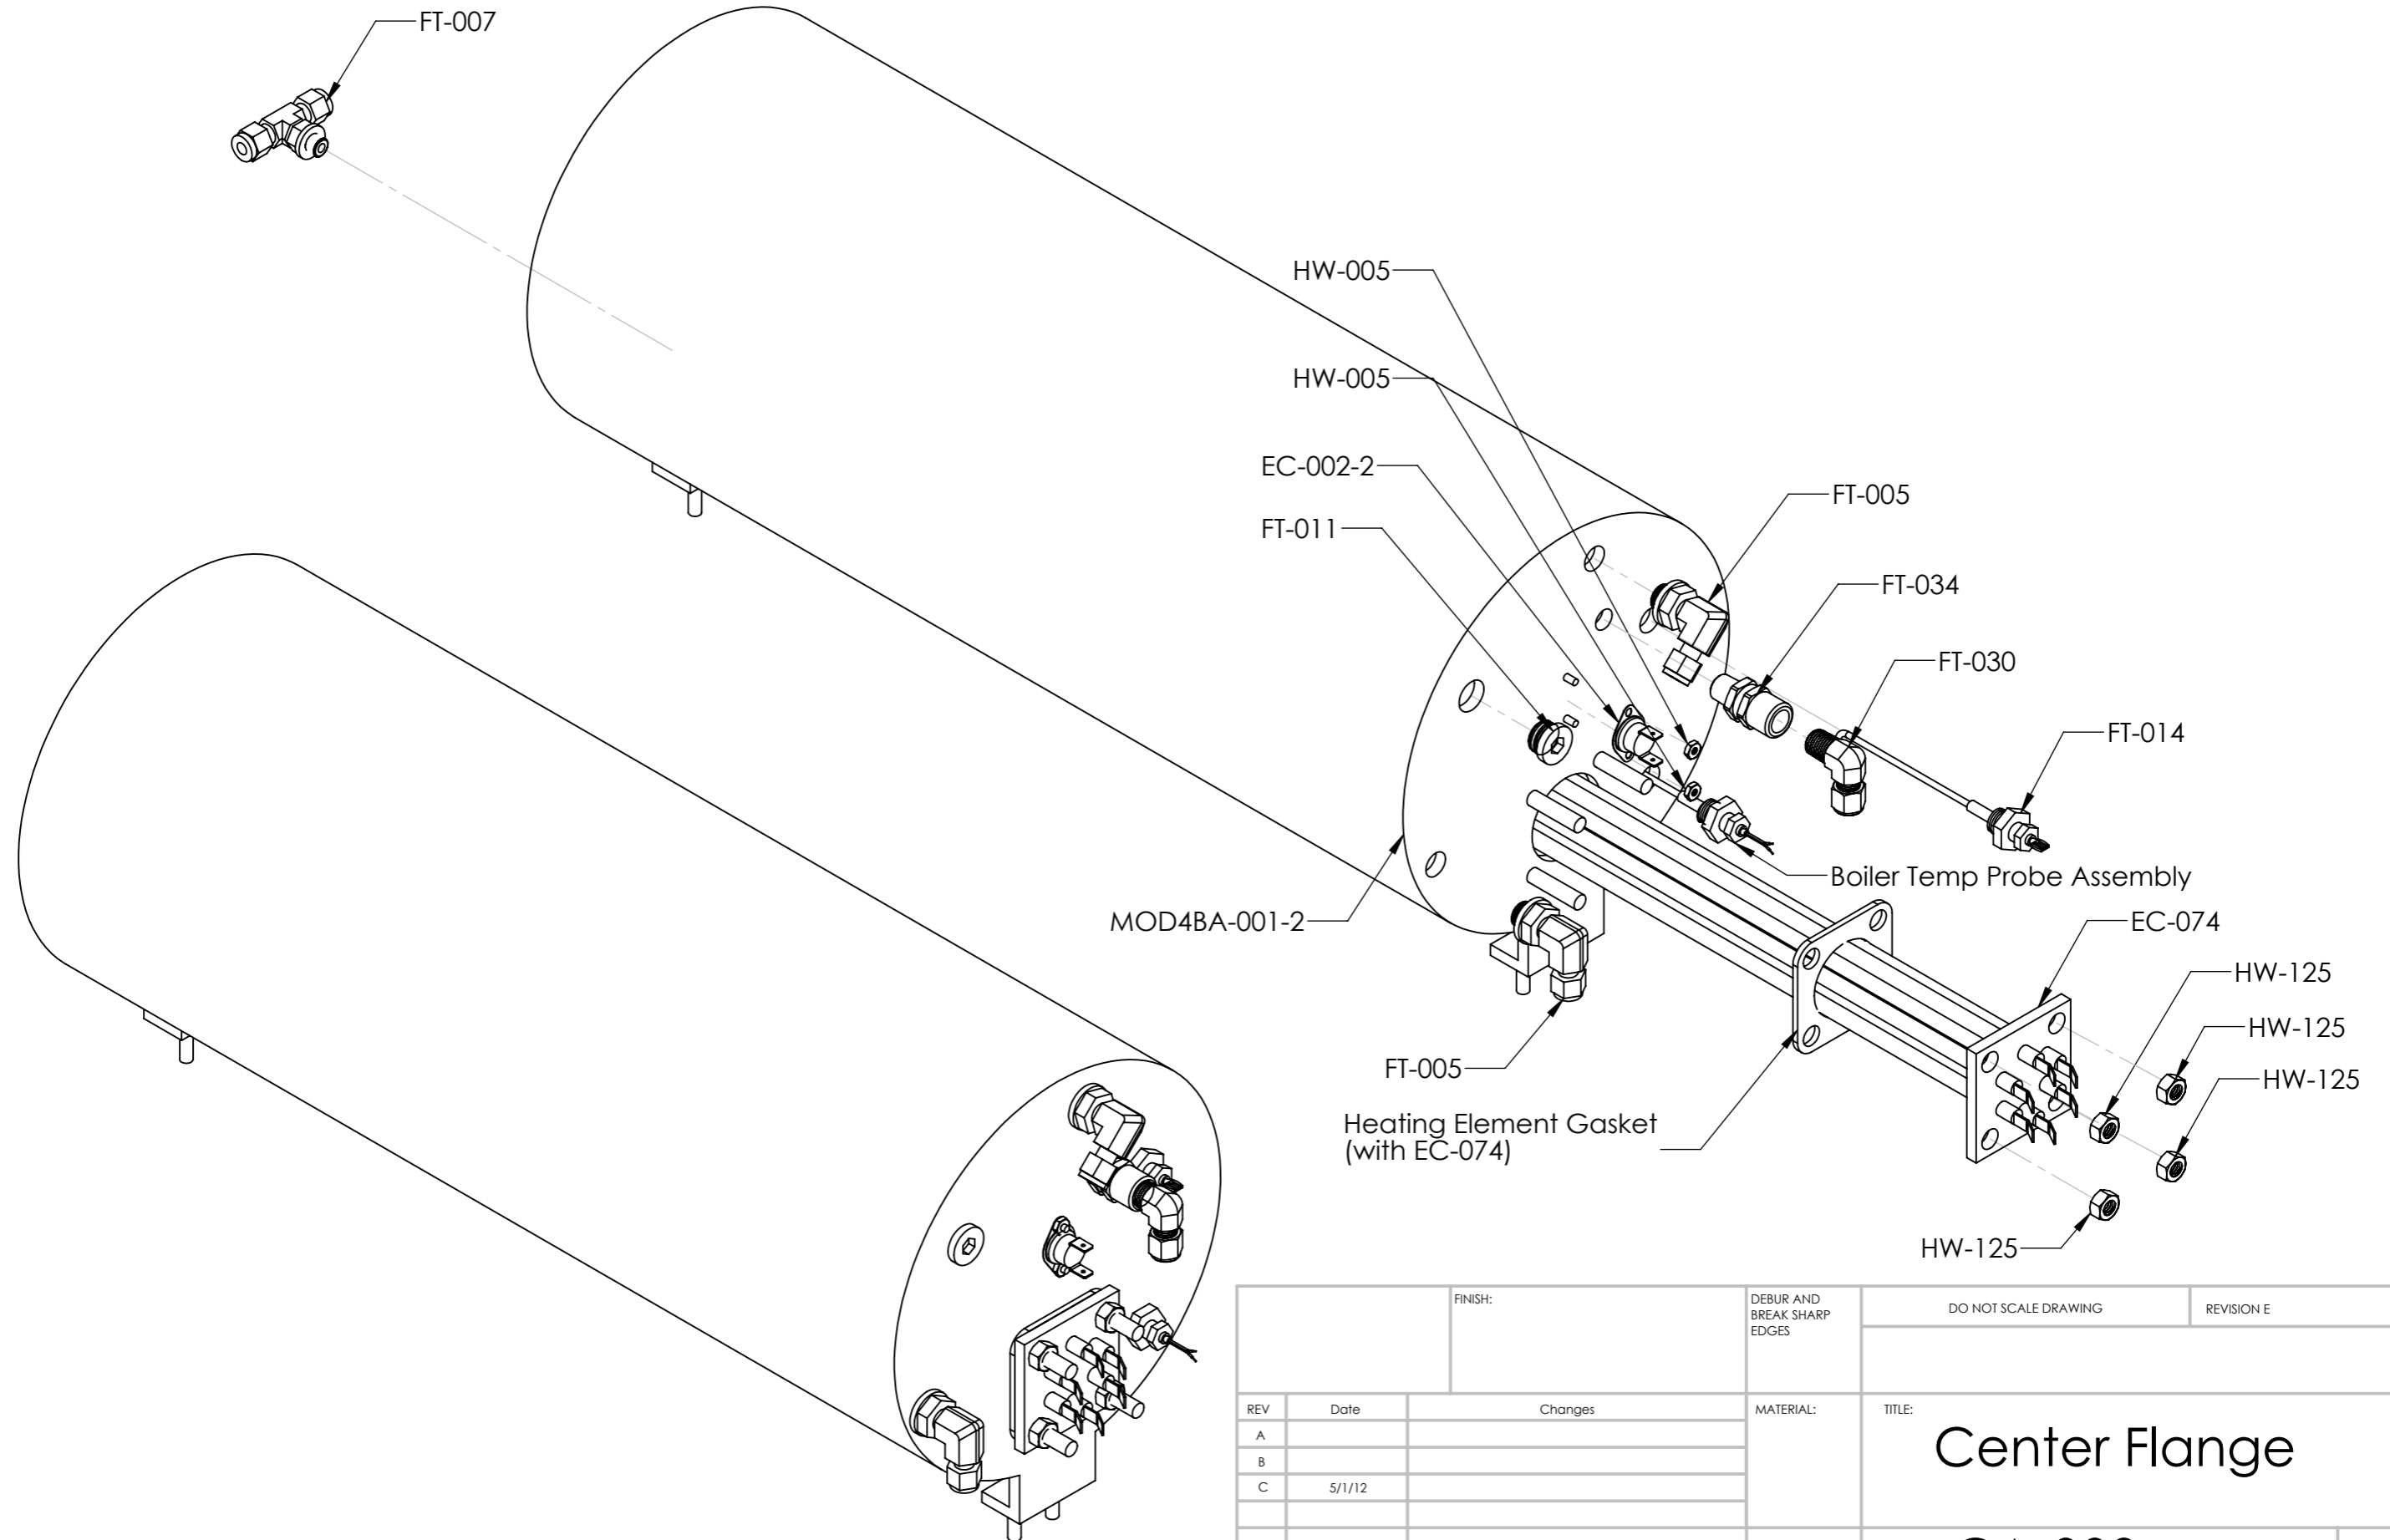 FT-007
HW-005
HW-005
EC-002-2
FT-011
FT-005
FT-034
FT-030
FT-014
Boiler Temp Probe Assembly
MOD4BA-001-2
EC-074
HW-125
HW-125
HW-125
FT-005
Heating Element Gasket
(with EC-074)
HW-125
FINISH:
DEBUR AND
BREAK SHARP
EDGES
DO NOT SCALE DRAWING
REVISION E
REV
Date
Changes
MATERIAL:
TITLE:
A
B
C
5/1/12
Center Flange